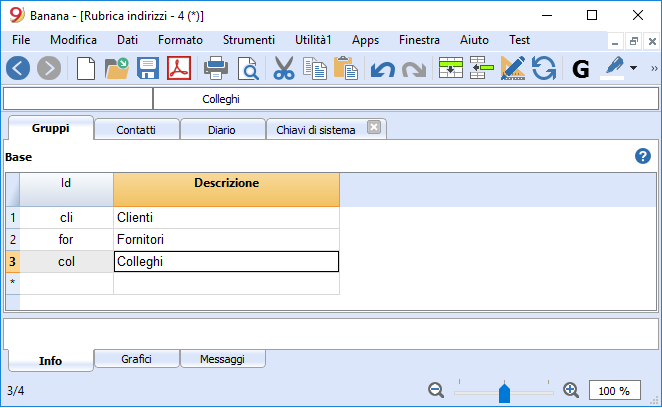 Banana - [Rubrica indirizzi - 4 (*)]
File Modifica Dati Formato Strumenti Utilità1 Apps Finestra Aiuto Test
G
Colleghi
Gruppi Contatti Diario Chiavi di sistema
Base
Id Descrizione
1 cli Clienti
2 for Fornitori
3 col Colleghi
*
Info Grafici Messaggi
3/4 100 %